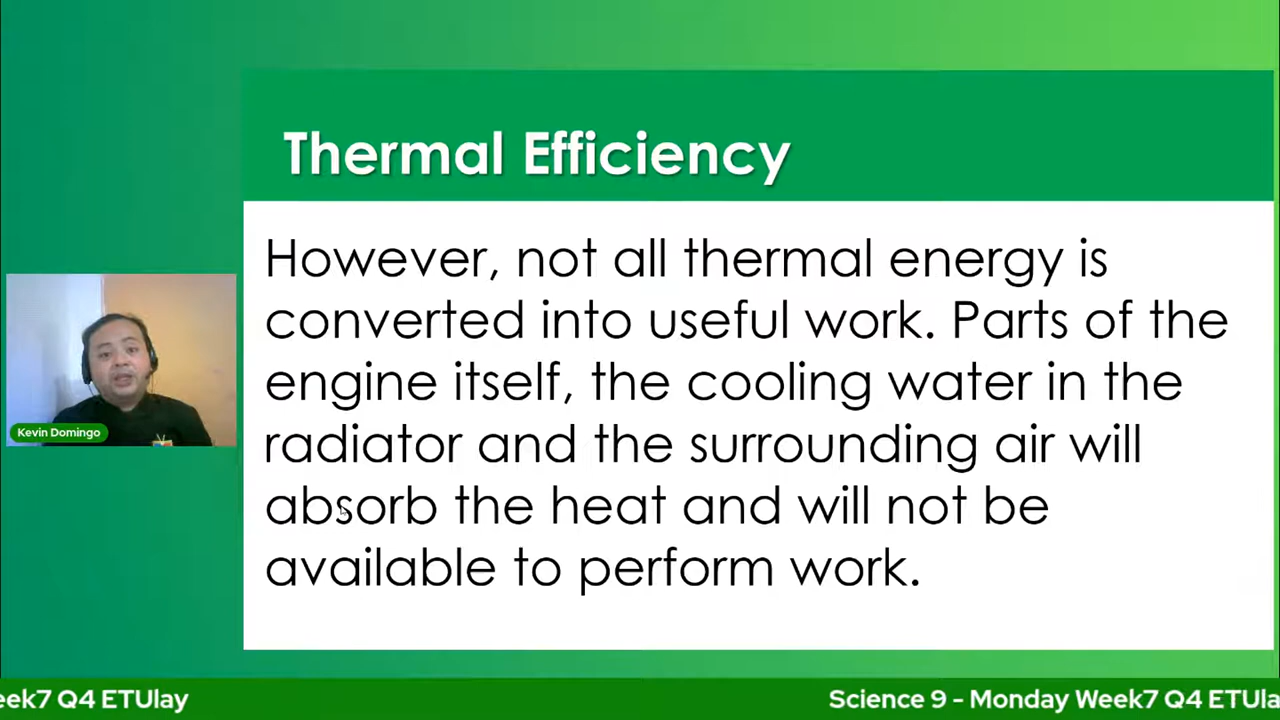 Thermal Efficiency
However, not all thermal energy is
converted into useful work. Parts of the
engine itself, the cooling water in the
radiator and the surrounding air will
absorb the heat and will not be
available to perform work.
Kevin Domingo
eek7 Q4 ETUlay
Science 9 - Monday Week7 Q4 ETUla